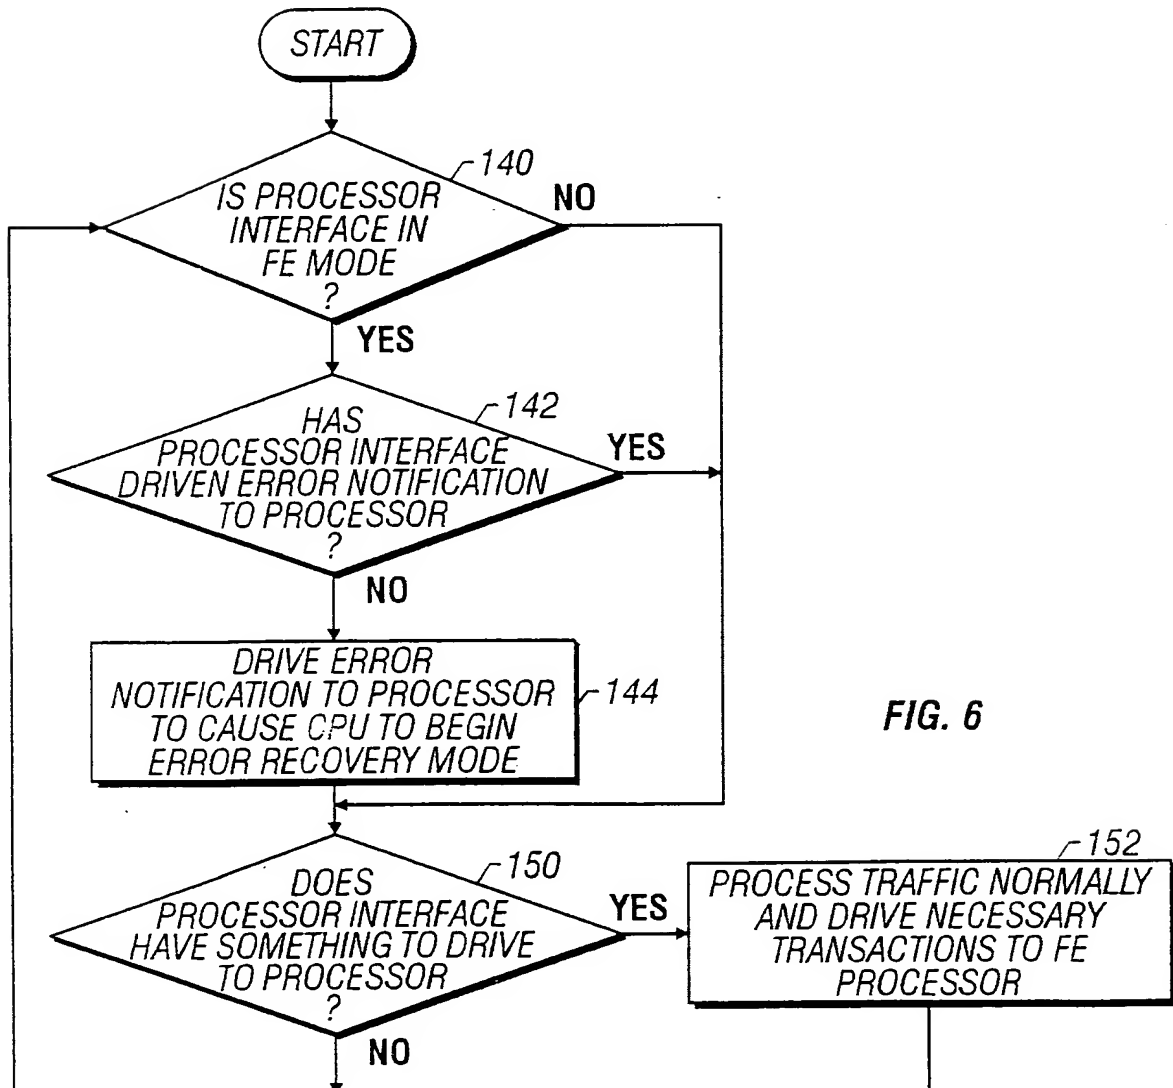 START
140
IS PROCESSOR
INTERFACE IN
FE MODE
?
NO
YES
142
HAS
PROCESSOR INTERFACE
DRIVEN ERROR NOTIFICATION
TO PROCESSOR
?
YES
NO
DRIVE ERROR
NOTIFICATION TO PROCESSOR
TO CAUSE CPU TO BEGIN
ERROR RECOVERY MODE
144
FIG. 6
150
DOES
PROCESSOR INTERFACE
HAVE SOMETHING TO DRIVE
TO PROCESSOR
?
YES
NO
152
PROCESS TRAFFIC NORMALLY
AND DRIVE NECESSARY
TRANSACTIONS TO FE
PROCESSOR